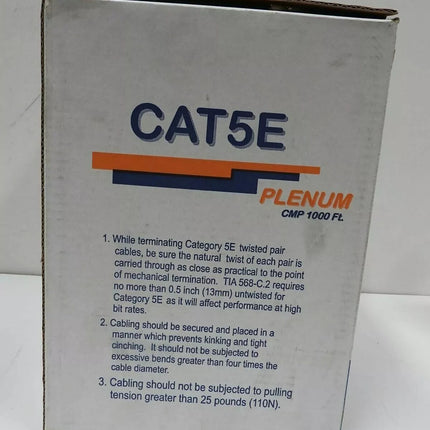 CAT5E
PLENUM
CMP 1000 Ft.
1. While terminating Category 5E twisted pair
cables, be sure the natural twist of each pair is
carried through as close as practical to the point
of mechanical termination. TIA 568-C.2 requires
no more than 0.5 inch (13mm) untwisted for
Category 5E as it will affect performance at high
bit rates.
2. Cabling should be secured and placed in a
manner which prevents kinking and tight
cinching. It should not be subjected to
excessive bends greater than four times the
cable diameter.
3. Cabling should not be subjected to pulling
tension greater than 25 pounds (110N).